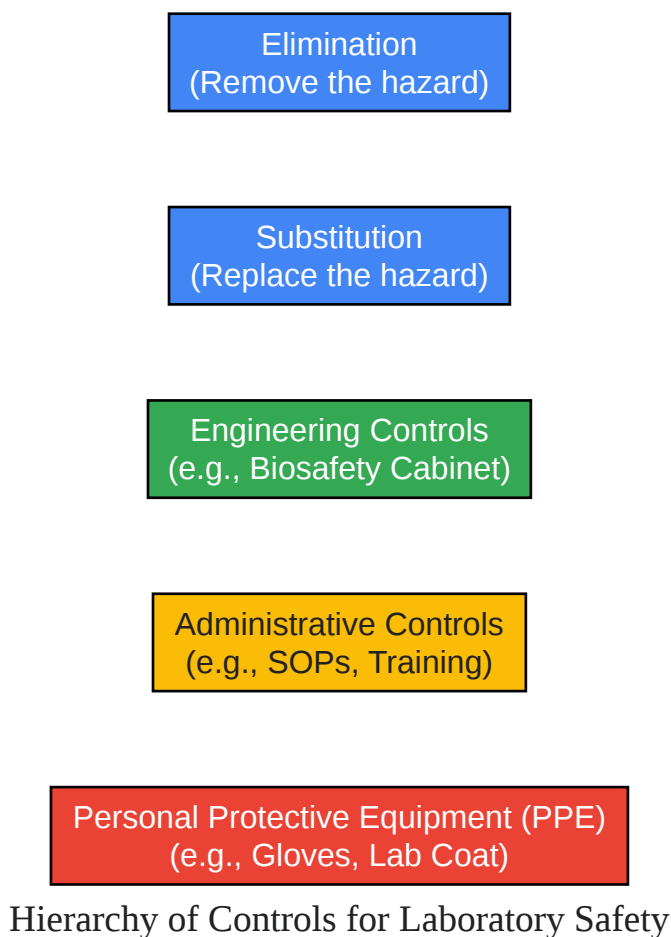 Elimination
(Remove the hazard)
Substitution
(Replace the hazard)
Engineering Controls
(e.g., Biosafety Cabinet)
Administrative Controls
(e.g., SOPs, Training)
Personal Protective Equipment (PPE)
(e.g., Gloves, Lab Coat)
Hierarchy of Controls for Laboratory Safety